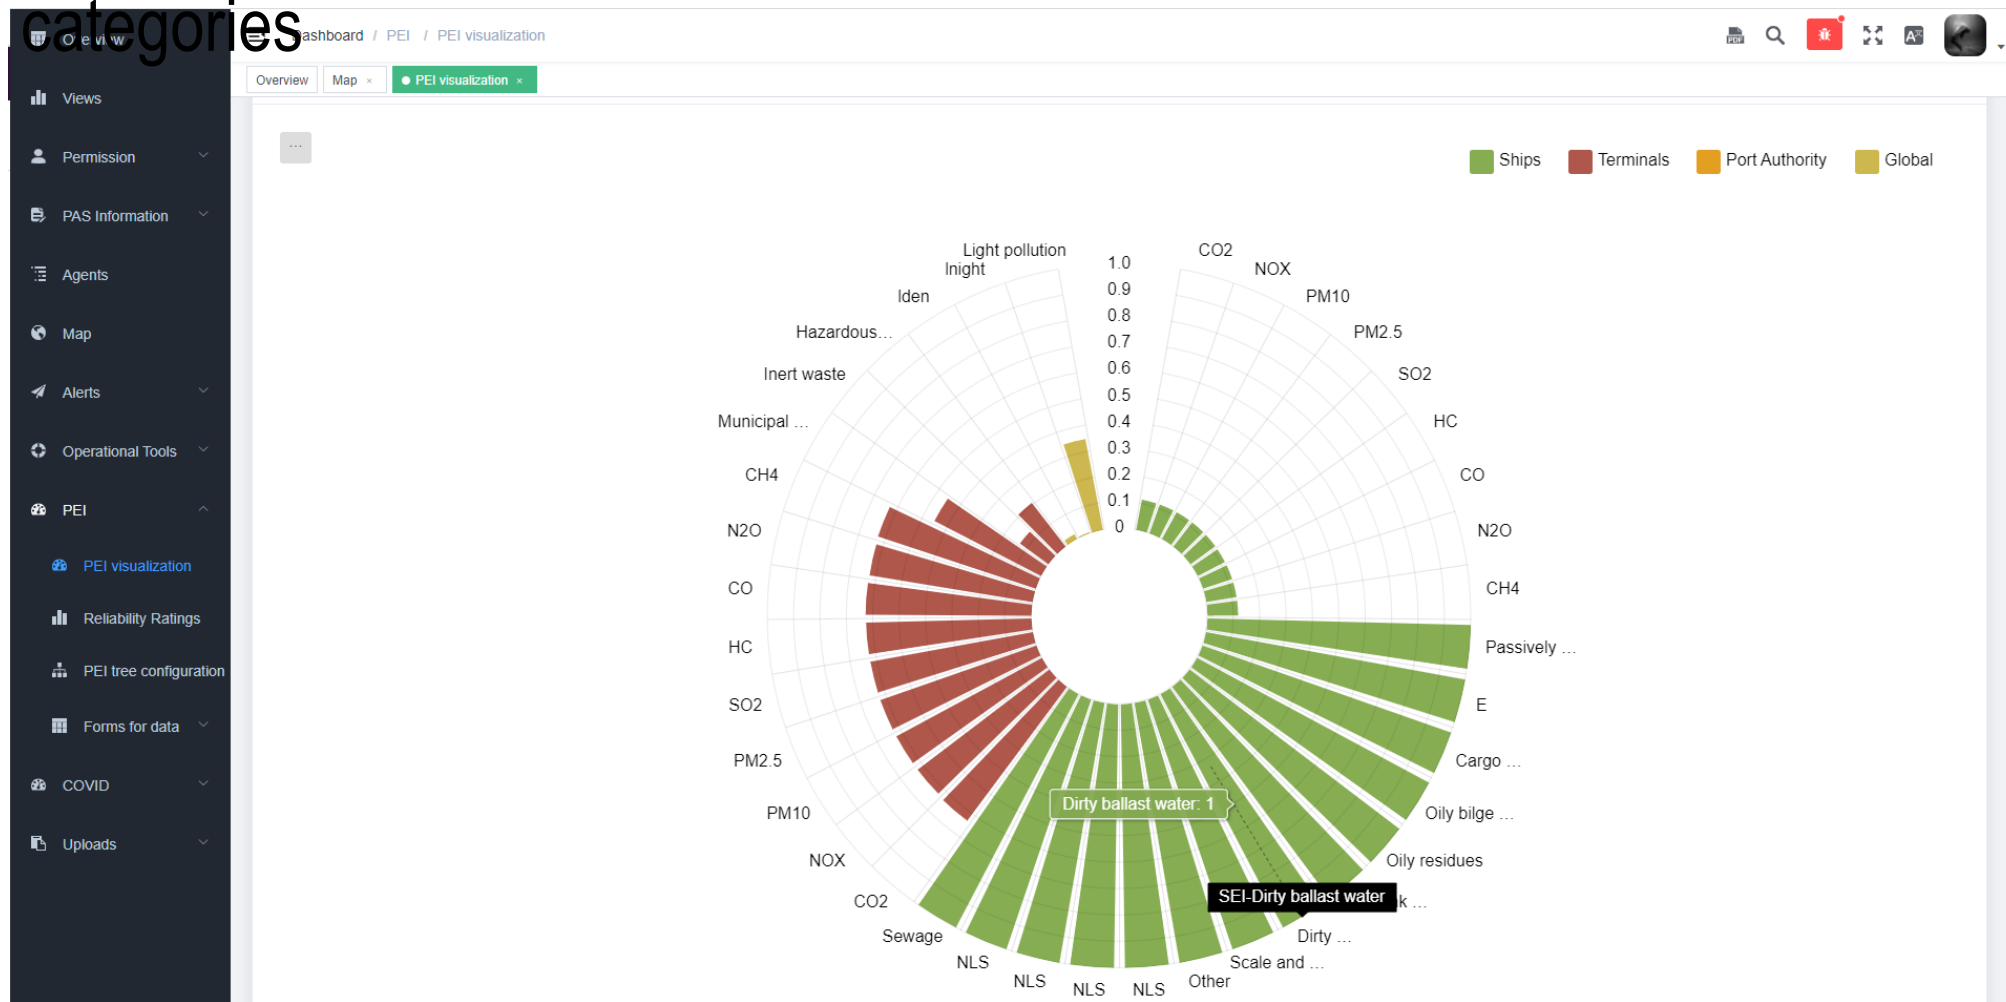 categories
Overview
Dashboard / PEI / PEI visualization
Overview
Map ×
PEI visualization ×
Views
Permission
PAS Information
Agents
Map
Alerts
Operational Tools
PEI
PEI visualization
Reliability Ratings
PEI tree configuration
Forms for data
COVID
Uploads
...
Ships
Terminals
Port Authority
Global
Light pollution
lnight
lden
Hazardous...
Inert waste
Municipal ...
CH4
N2O
CO
HC
SO2
PM2.5
PM10
NOX
CO2
Sewage
NLS
NLS
NLS
NLS
Other
Scale and ...
Dirty ...
k ...
Oily residues
Oily bilge ...
Cargo ...
E
Passively ...
CH4
N2O
CO
HC
SO2
PM2.5
PM10
NOX
CO2
1.0
0.9
0.8
0.7
0.6
0.5
0.4
0.3
0.2
0.1
0
Dirty ballast water: 1
SEI-Dirty ballast water